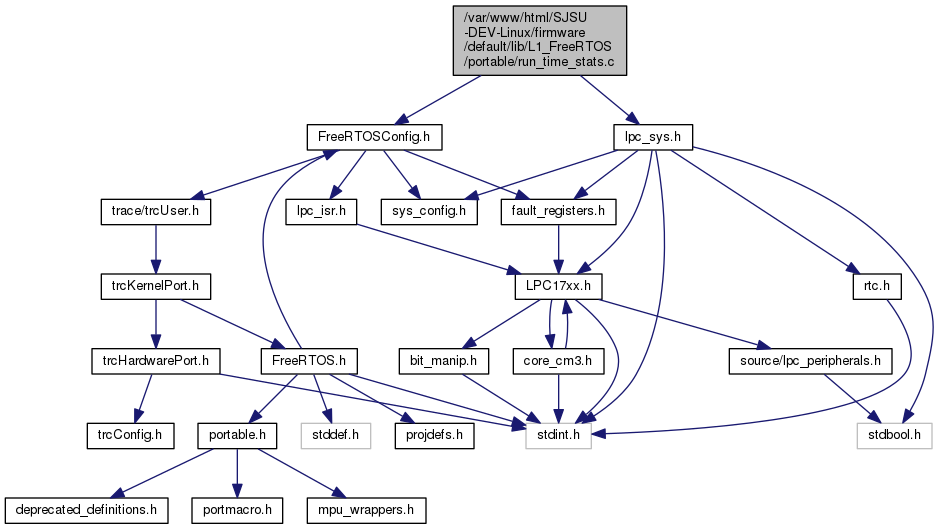 /var/www/html/SJSU
-DEV-Linux/firmware
/default/lib/L1_FreeRTOS
/portable/run_time_stats.c
FreeRTOSConfig.h
lpc_sys.h
trace/trcUser.h
lpc_isr.h
sys_config.h
fault_registers.h
trcKernelPort.h
LPC17xx.h
rtc.h
trcHardwarePort.h
FreeRTOS.h
bit_manip.h
core_cm3.h
source/lpc_peripherals.h
trcConfig.h
portable.h
stddef.h
projdefs.h
stdint.h
stdbool.h
deprecated_definitions.h
portmacro.h
mpu_wrappers.h